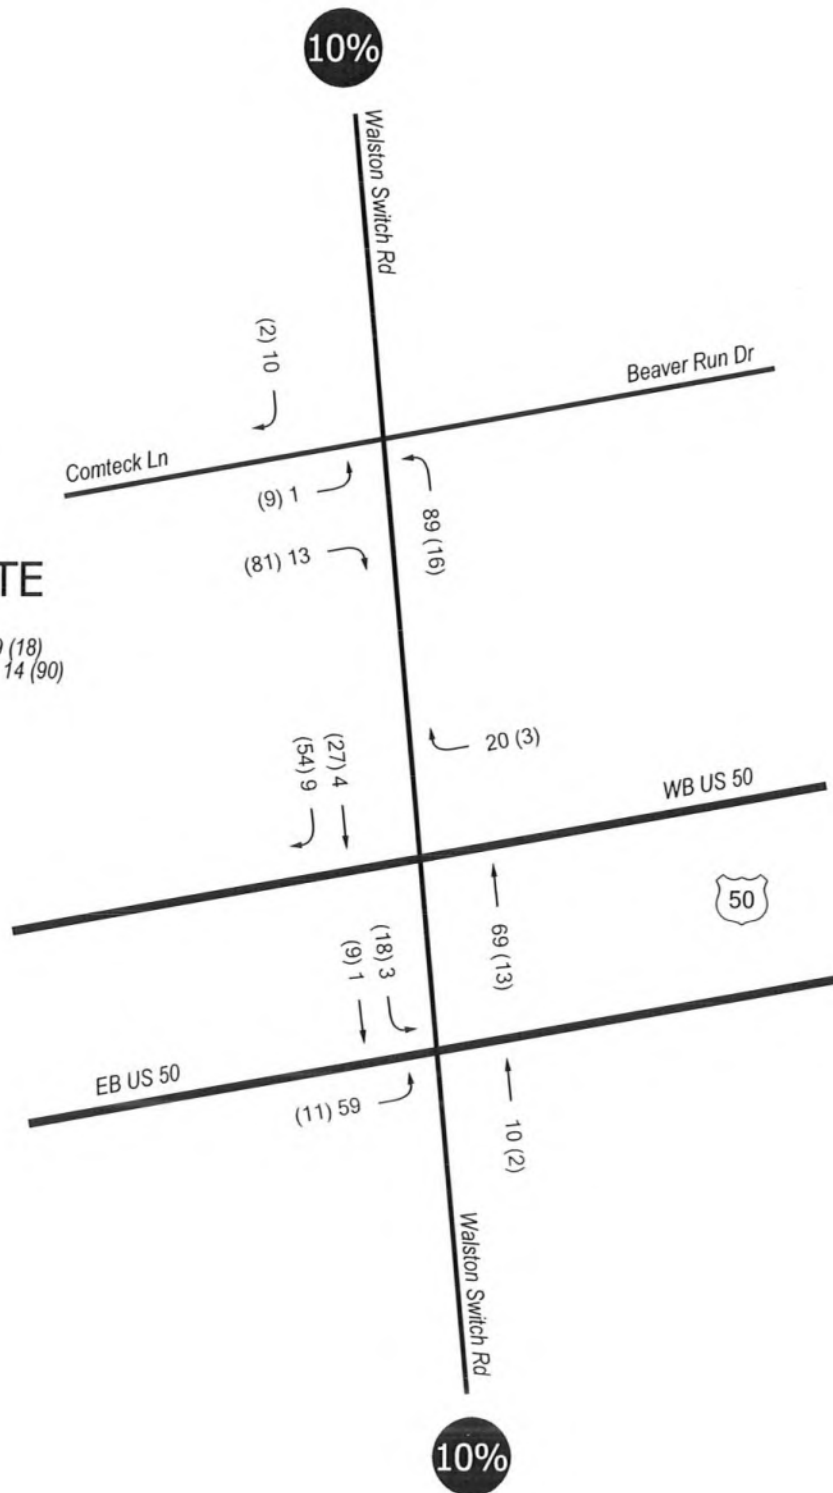 10%
Walston Switch Rd
(2) 10
Beaver Run Dr
Comteck Ln
(9) 1
89 (16)
(81) 13
TE
(18)
14 (90)
20 (3)
(27) 4
(54) 9
WB US 50
50
69 (13)
(18) 3
(9) 1
EB US 50
(11) 59
10 (2)
Walston Switch Rd
10%